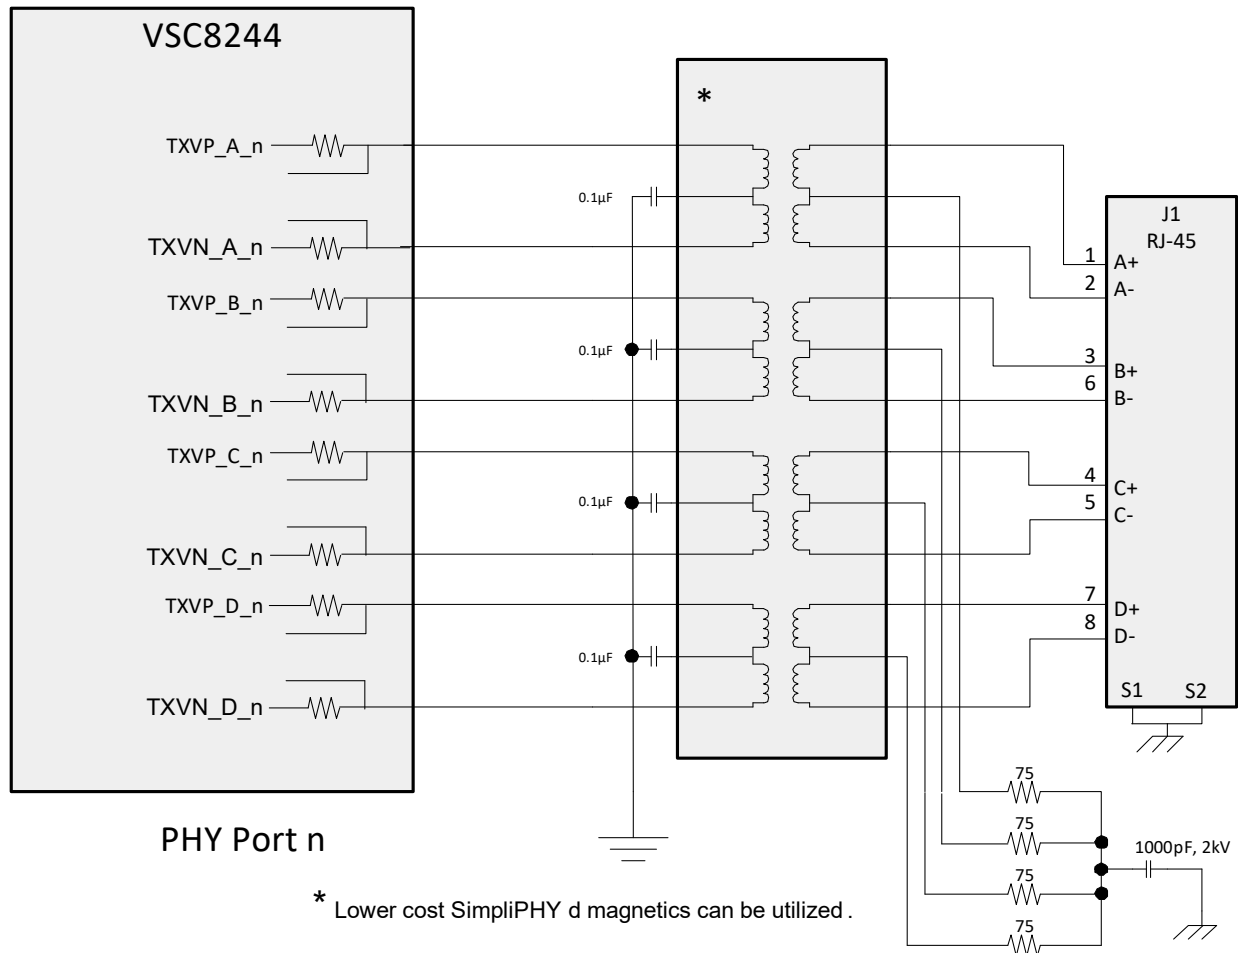 VSC8244
*
TXVP_A_n
0.1µF
J1
RJ-45
TXVN_A_n
1 A+
2 A-
TXVP_B_n
0.1µF
3 B+
6 B-
TXVN_B_n
TXVP_C_n
4 C+
0.1µF
5 C-
TXVN_C_n
TXVP_D_n
7 D+
8 D-
0.1µF
S1 S2
TXVN_D_n
75
75
1000pF, 2kV
75
75
PHY Port n
* Lower cost SimpliPHY d magnetics can be utilized .